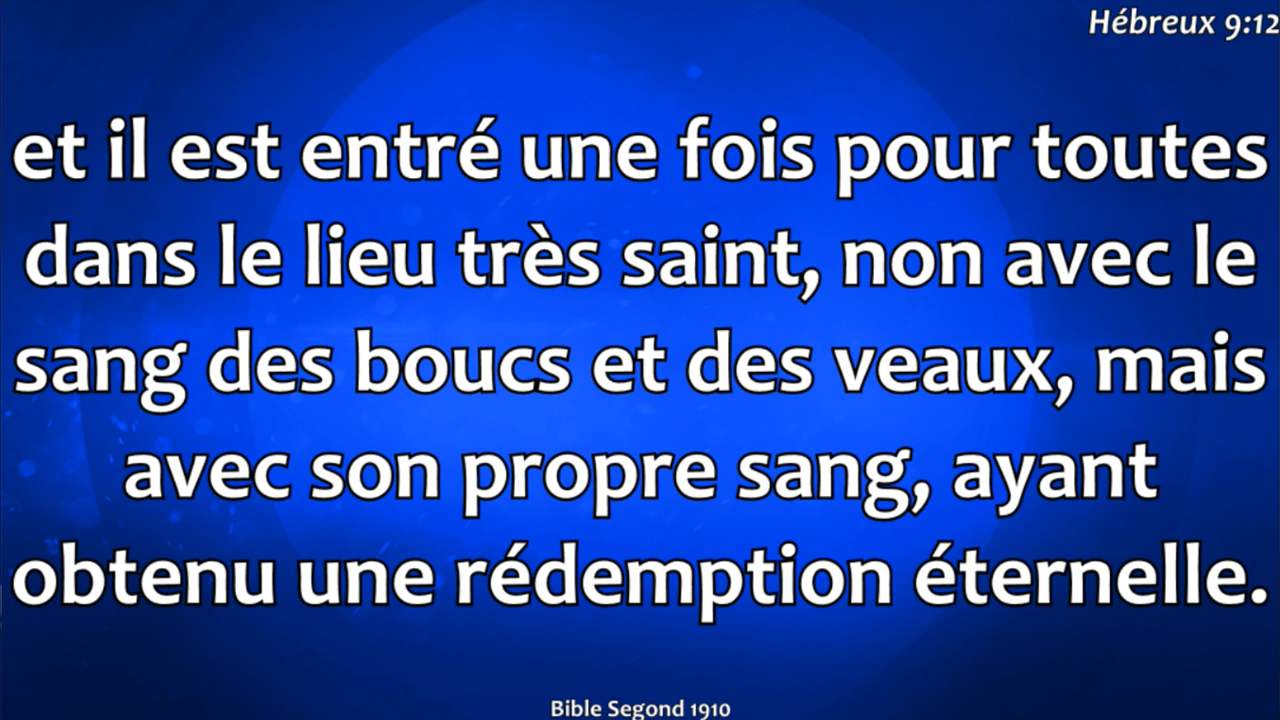 Hébreux 9:12
et il est entré une fois pour toutes
dans le lieu très saint, non avec le
sang des boucs et des veaux, mais
avec son propre sang, ayant
obtenu une rédemption éternelle.
Bible Segond 1910